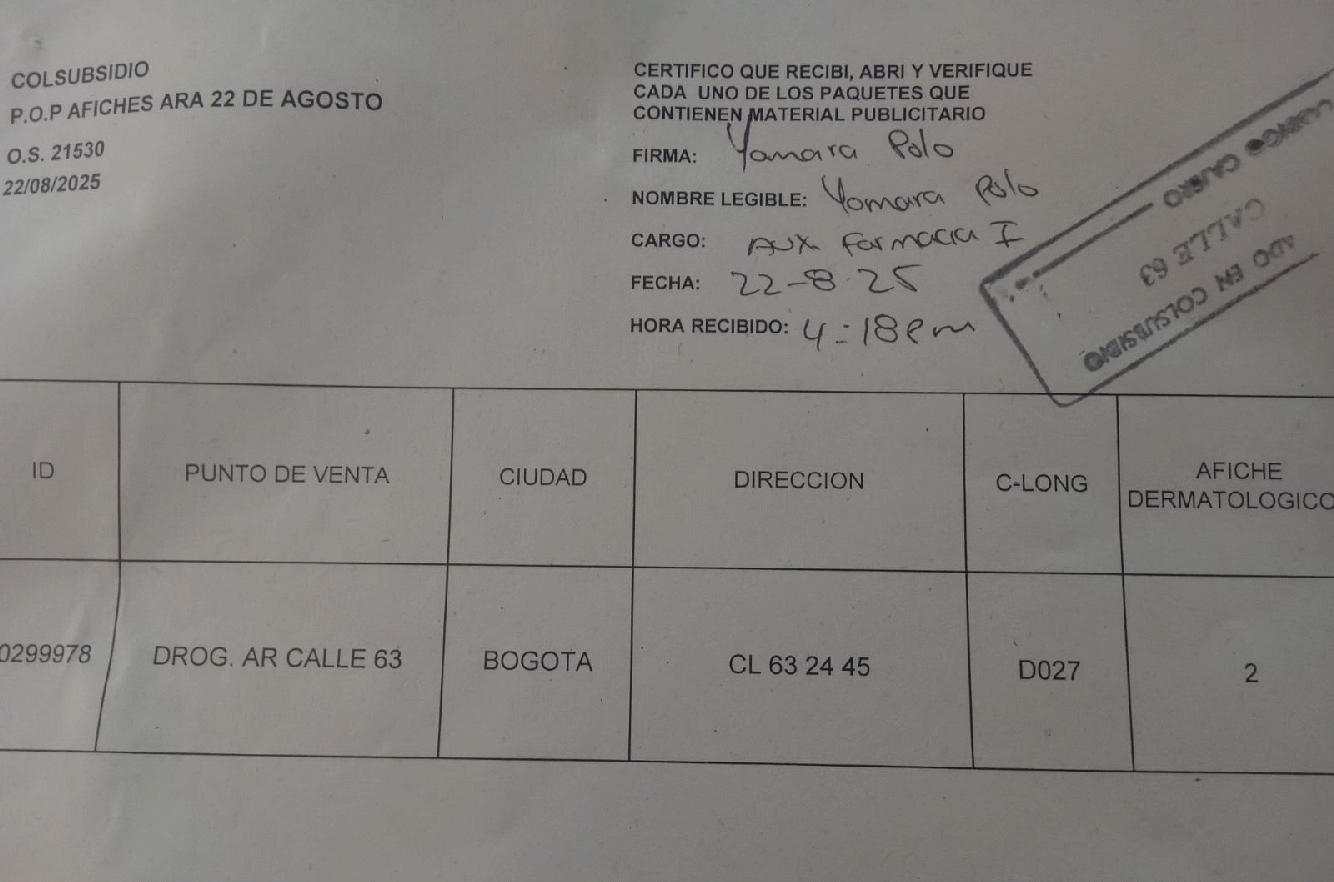 COLSUBSIDIO
P.O.P AFICHES ARA 22 DE AGOSTO
O.S. 21530
22/08/2025
CERTIFICO QUE RECIBI, ABRI Y VERIFIQUE
CADA UNO DE LOS PAQUETES QUE
CONTIENEN MATERIAL PUBLICITARIO
FIRMA: Yomara Polo
NOMBRE LEGIBLE: Yomara Polo
CARGO: Aux Farmacia I
FECHA: 22-8-25
HORA RECIBIDO: 4:18pm
CALLE 63
ADO EN COLSUBSIDIO
ID PUNTO DE VENTA CIUDAD DIRECCION C-LONG AFICHE DERMATOLOGICO
0299978 DROG. AR CALLE 63 BOGOTA CL 63 24 45 D027 2